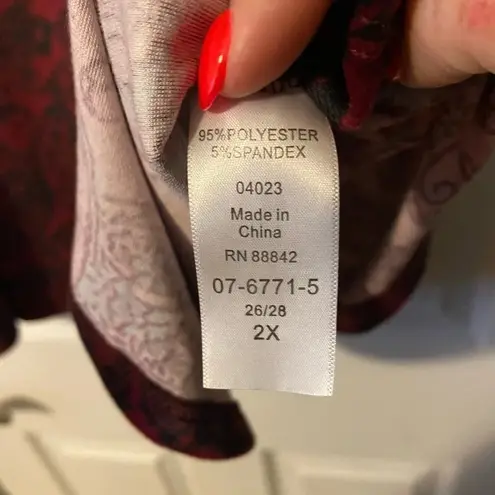 95%POLYESTER
5%SPANDEX
04023
Made in
China
RN 88842
07-6771-5
26/28
2X